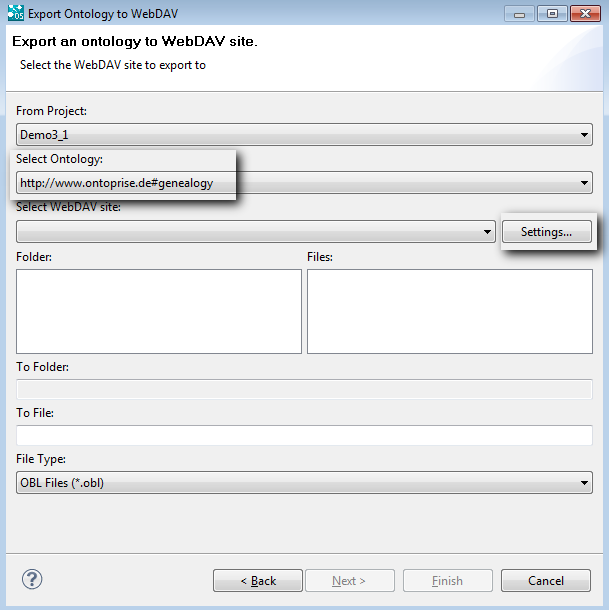 Export Ontology to WebDAV
Export an ontology to WebDAV site.
Select the WebDAV site to export to
From Project:
Demo3_1
Select Ontology:
http://www.ontoprise.de#genealogy
Select WebDAV site:
Settings...
Folder: Files:
To Folder:
To File:
File Type:
OBL Files (*.obl)
? < Back Next > Finish Cancel